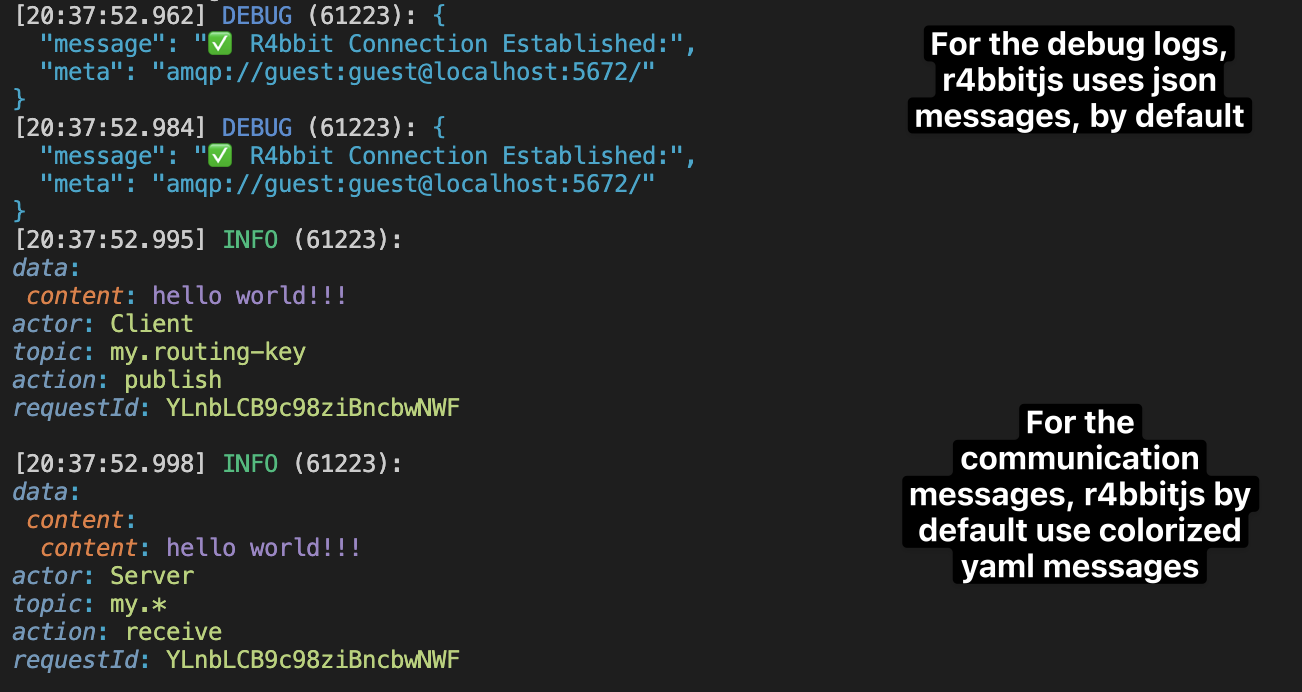 [20:37:52.962] DEBUG (61223): {
  "message": "✅ R4bbit Connection Established:",
  "meta": "amqp://guest:guest@localhost:5672/"
}
[20:37:52.984] DEBUG (61223): {
  "message": "✅ R4bbit Connection Established:",
  "meta": "amqp://guest:guest@localhost:5672/"
}
[20:37:52.995] INFO (61223):
data:
 content: hello world!!!
actor: Client
topic: my.routing-key
action: publish
requestId: YLnbLCB9c98ziBncbwNWF
[20:37:52.998] INFO (61223):
data:
 content:
  content: hello world!!!
actor: Server
topic: my.*
action: receive
requestId: YLnbLCB9c98ziBncbwNWF
For the debug logs,
r4bbitjs uses json
messages, by default
For the
communication
messages, r4bbitjs by
default use colorized
yaml messages